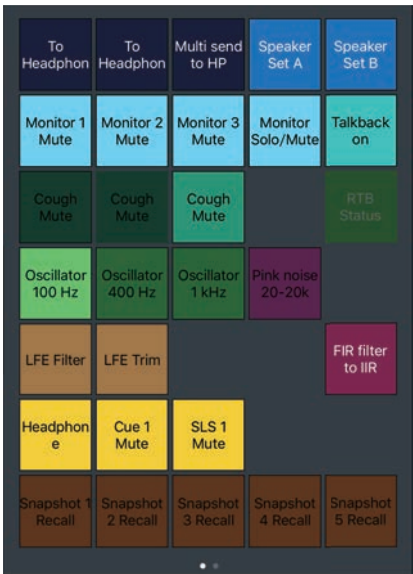 To
Headphon
To
Headphon
Multi send
to HP
Speaker
Set A
Speaker
Set B
Monitor 1
Mute
Monitor 2
Mute
Monitor 3
Mute
Monitor
Solo/Mute
Talkback
on
Cough
Mute
Cough
Mute
Cough
Mute
RTB
Status
Oscillator
100 Hz
Oscillator
400 Hz
Oscillator
1 kHz
Pink noise
20-20k
LFE Filter
LFE Trim
FIR filter
to IIR
Headphon
e
Cue 1
Mute
SLS 1
Mute
Snapshot 1
Recall
Snapshot
2 Recall
Snapshot
3 Recall
Snapshot
4 Recall
Snapshot
5 Recall